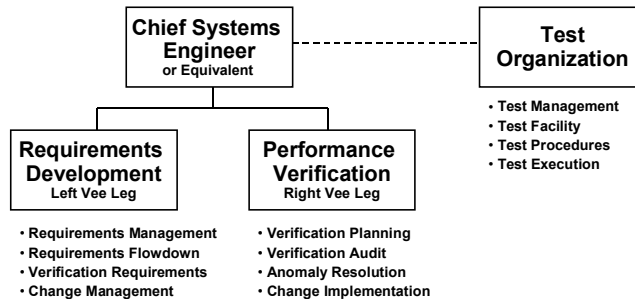 Chief Systems
Engineer
or Equivalent
Test
Organization
• Test Management
• Test Facility
• Test Procedures
• Test Execution
Requirements
Development
Left Vee Leg
• Requirements Management
• Requirements Flowdown
• Verification Requirements
• Change Management
Performance
Verification
Right Vee Leg
• Verification Planning
• Verification Audit
• Anomaly Resolution
• Change Implementation